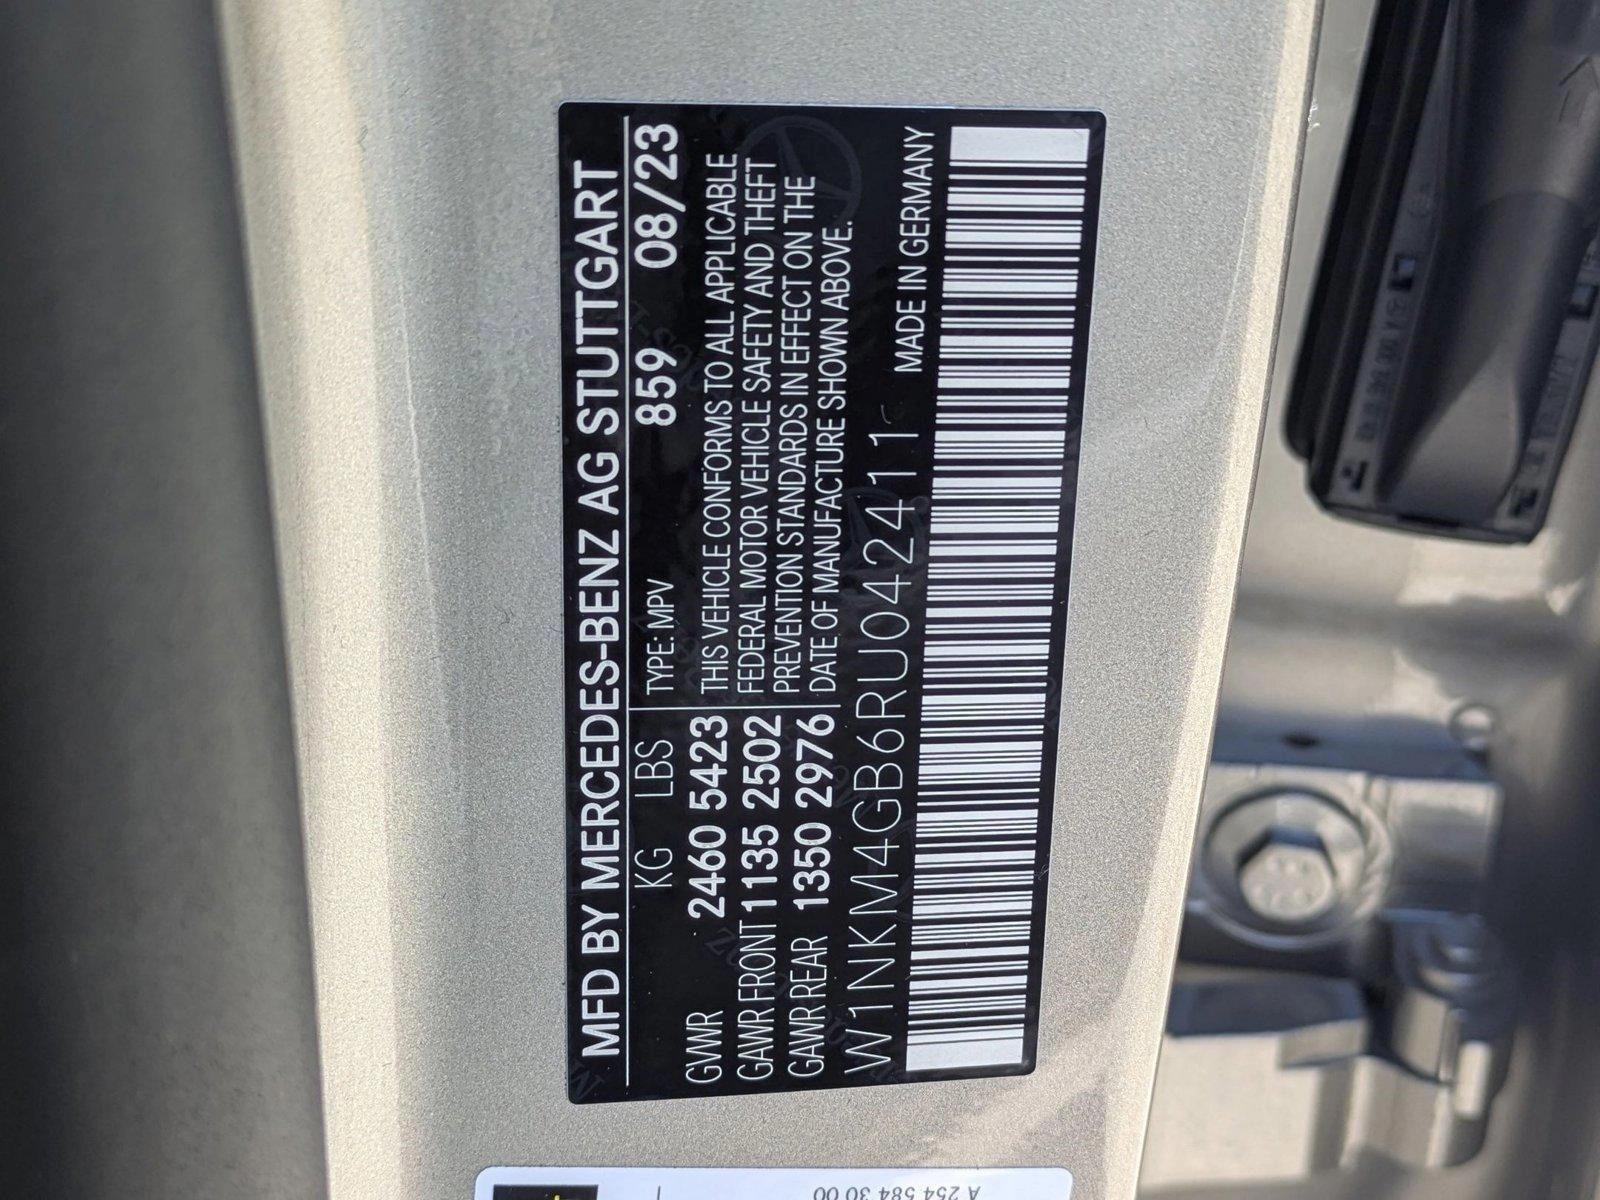 MFD BY MERCEDES-BENZ AG STUTTGART
KG LBS TYPE: MPV 859 08/23
GVWR 2460 5423
GAWR FRONT 1135 2502
GAWR REAR 1350 2976
THIS VEHICLE CONFORMS TO ALL APPLICABLE
FEDERAL MOTOR VEHICLE SAFETY AND THEFT
PREVENTION STANDARDS IN EFFECT ON THE
DATE OF MANUFACTURE SHOWN ABOVE.
W1NKM4GB6RU042411 MADE IN GERMANY
A 254 584 30 00